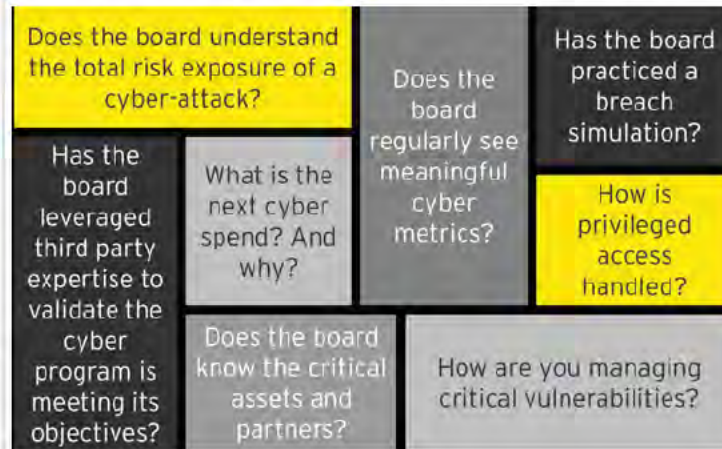 Does the board understand
the total risk exposure of a
cyber-attack?
Does the
board
regularly see
meaningful
cyber
metrics?
Has the board
practiced a
breach
simulation?
Has the
board
leveraged
third party
expertise to
validate the
cyber
program is
meeting its
objectives?
What is the
next cyber
spend? And
why?
How is
privileged
access
handled?
Does the board
know the critical
assets and
partners?
How are you managing
critical vulnerabilities?